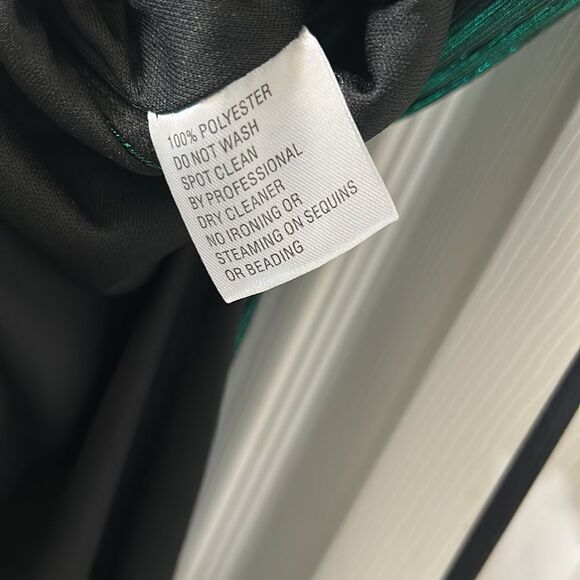 100% POLYESTER
DO NOT WASH
SPOT CLEAN
BY PROFESSIONAL
DRY CLEANER
NO IRONING OR
STEAMING ON SEQUINS
OR BEADING